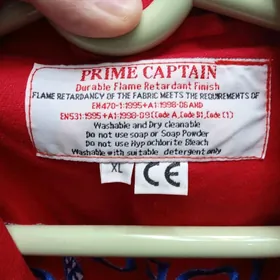 PRIME CAPTAIN
Durable Flame Retardant Finish
FLAME RETARDANCY OF THE FABRIC MEETS THE REQUIREMENTS OF
EN470-1:1995+A1:1998-06 AND
EN531:1995+A1:1998-09(Code A, Code B1, Code C1)
Washable and Dry cleanable
Do not use soap or Soap Powder
Do not use Hypochlorite Bleach
Washable with suitable detergent only
XL
CE